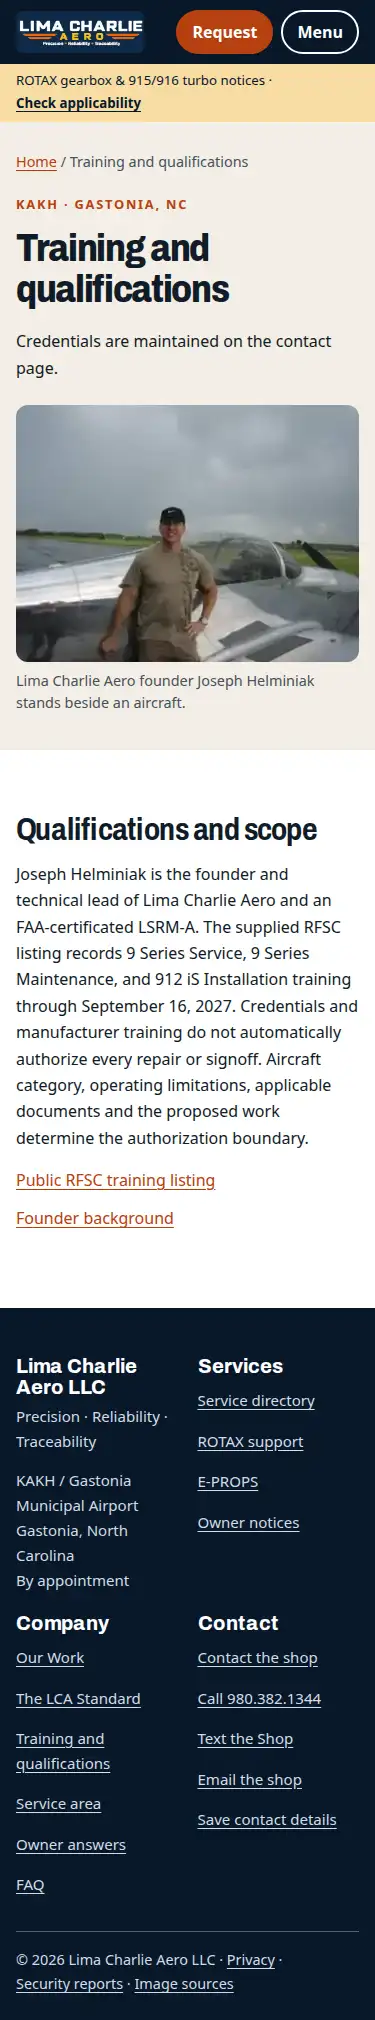 LIMA CHARLIE
AERO
Precision • Reliability • Traceability
Request
Menu
ROTAX gearbox & 915/916 turbo notices ·
Check applicability
Home / Training and qualifications
KAKH · GASTONIA, NC
Training and
qualifications
Credentials are maintained on the contact
page.
Lima Charlie Aero founder Joseph Helminiak
stands beside an aircraft.
Qualifications and scope
Joseph Helminiak is the founder and
technical lead of Lima Charlie Aero and an
FAA-certificated LSRM-A. The supplied RFSC
listing records 9 Series Service, 9 Series
Maintenance, and 912 iS Installation training
through September 16, 2027. Credentials and
manufacturer training do not automatically
authorize every repair or signoff. Aircraft
category, operating limitations, applicable
documents and the proposed work
determine the authorization boundary.
Public RFSC training listing
Founder background
Lima Charlie
Aero LLC
Precision · Reliability ·
Traceability
KAKH / Gastonia
Municipal Airport
Gastonia, North
Carolina
By appointment
Services
Service directory
ROTAX support
E-PROPS
Owner notices
Company
Our Work
The LCA Standard
Training and
qualifications
Service area
Owner answers
FAQ
Contact
Contact the shop
Call 980.382.1344
Text the Shop
Email the shop
Save contact details
© 2026 Lima Charlie Aero LLC · Privacy ·
Security reports · Image sources